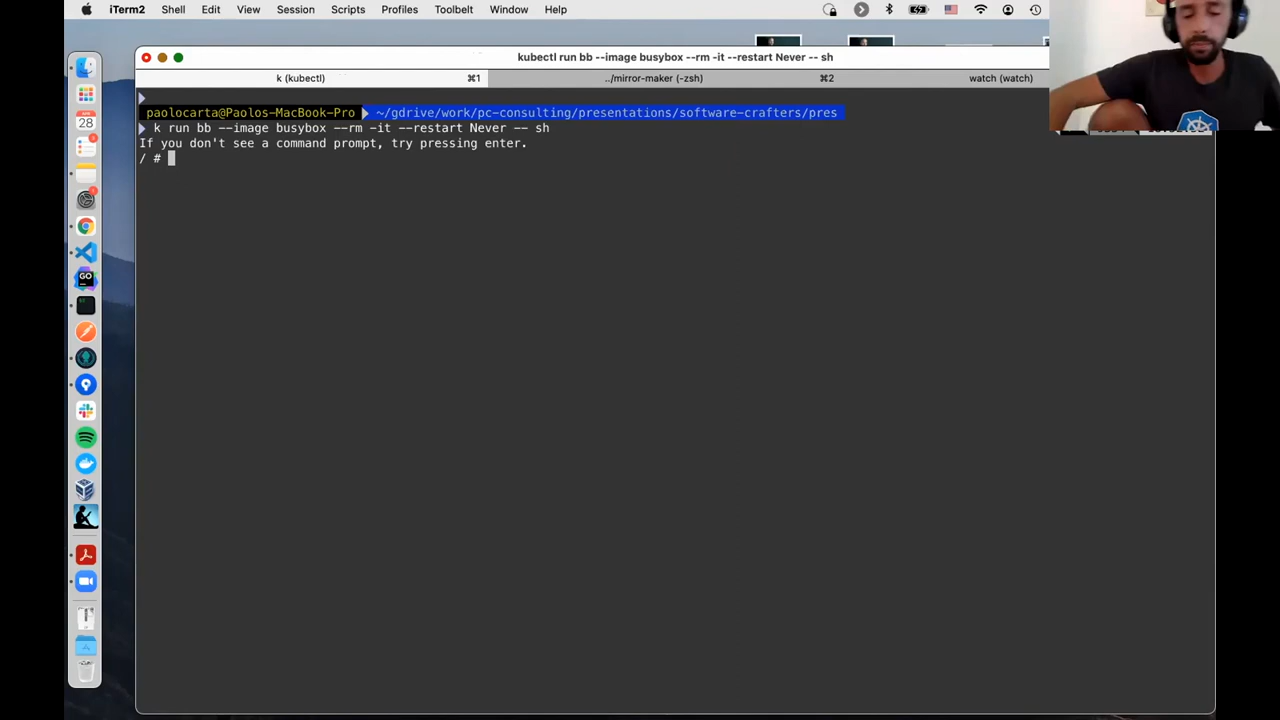 iTerm2 Shell Edit View Session Scripts Profiles Toolbelt Window Help
kubectl run bb --image busybox --rm -it --restart Never -- sh
k (kubectl) ⌘1 ../mirror-maker (-zsh) ⌘2 watch (watch)
paolocarta@Paolos-MacBook-Pro ~/gdrive/work/pc-consulting/presentations/software-crafters/pres
k run bb --image busybox --rm -it --restart Never -- sh
If you don't see a command prompt, try pressing enter.
/ #
28
GO